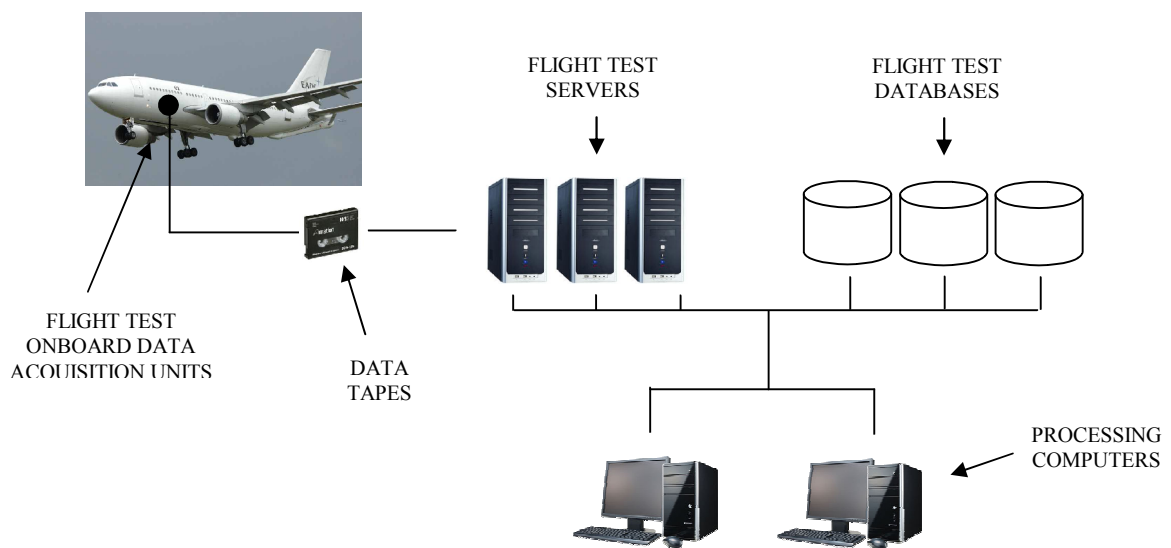 FLIGHT TEST
SERVERS
FLIGHT TEST
DATABASES
FLIGHT TEST
ONBOARD DATA
ACQUISITION UNITS
DATA
TAPES
PROCESSING
COMPUTERS